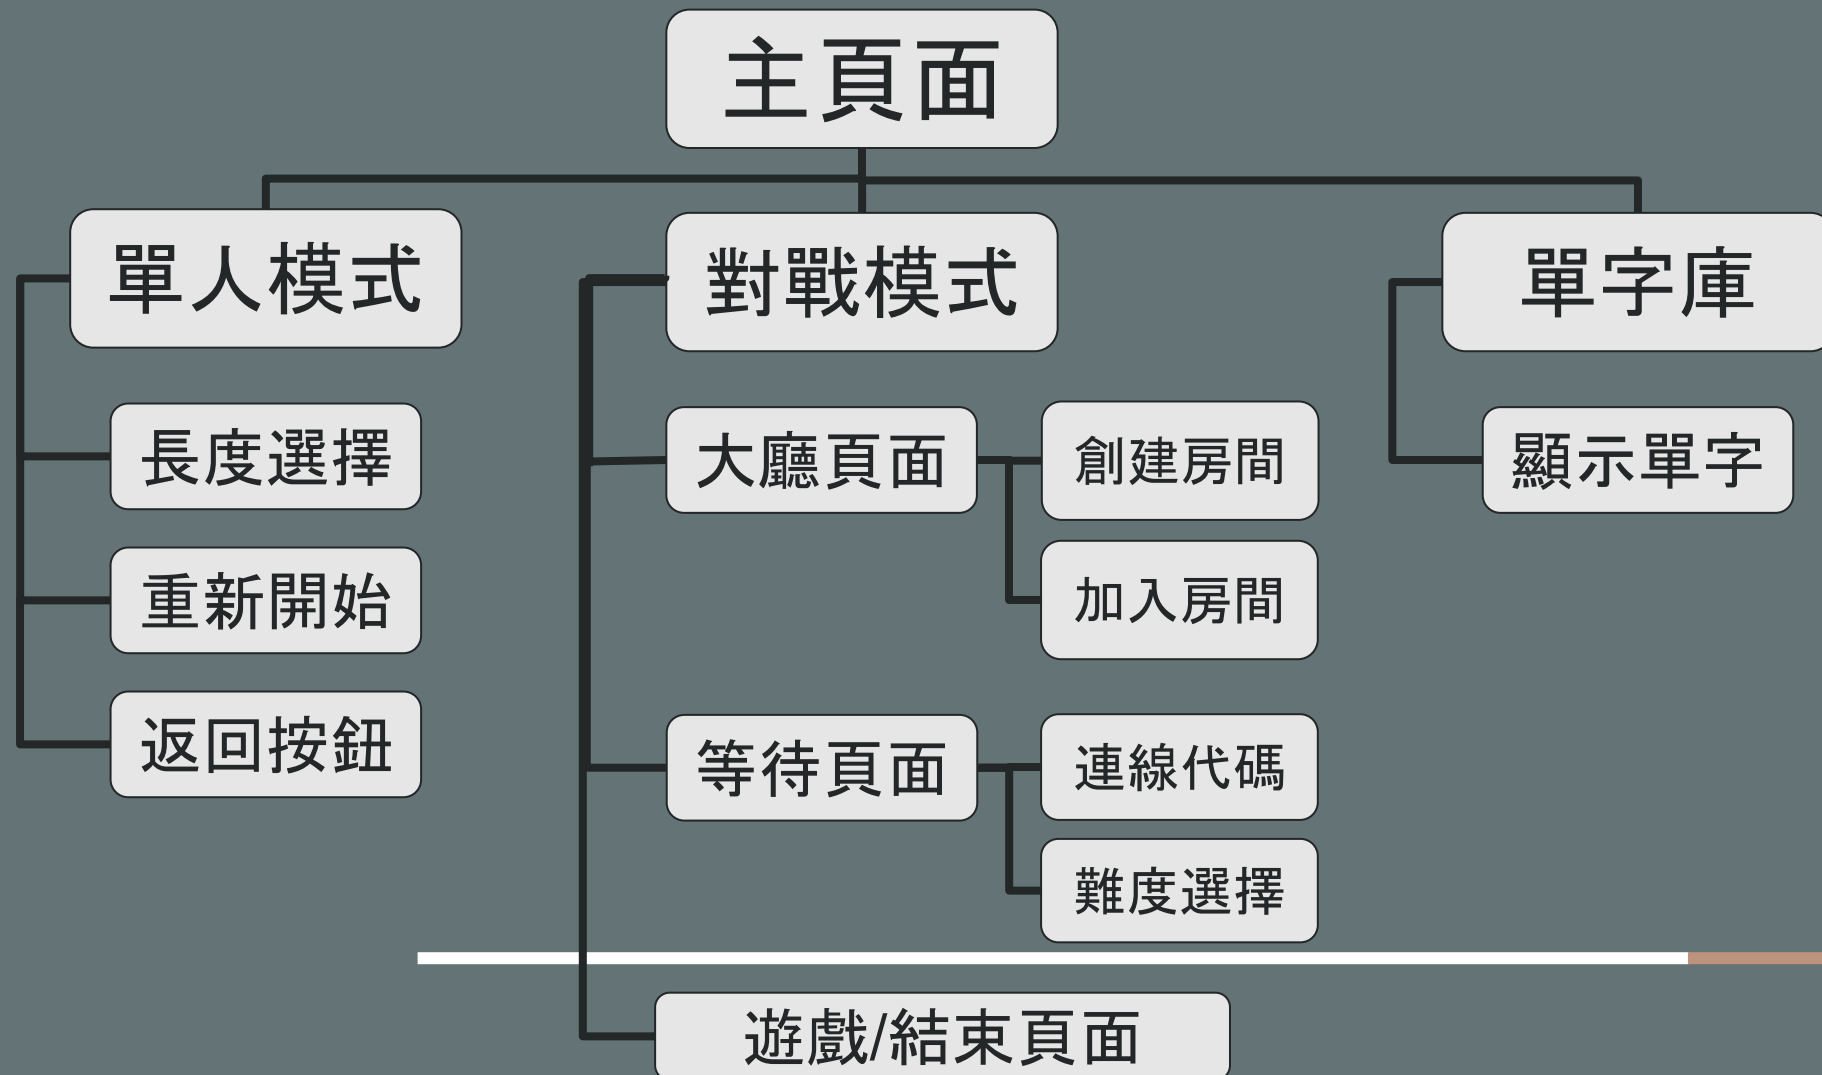 主頁面
單人模式
長度選擇
重新開始
返回按鈕
對戰模式
大廳頁面
創建房間
加入房間
等待頁面
連線代碼
難度選擇
遊戲/結束頁面
單字庫
顯示單字